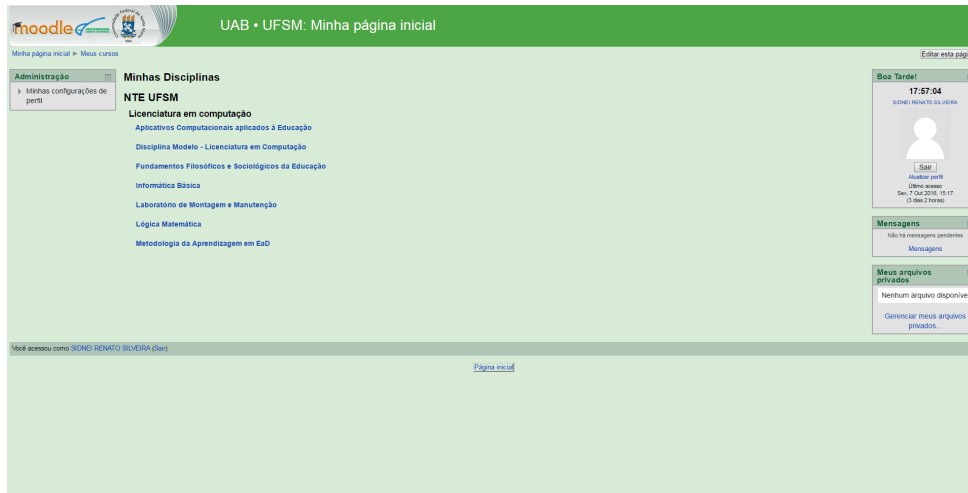 moodle
UAB • UFSM: Minha página inicial
Minha página inicial ► Meus cursos
Editar esta pági
Administração
Minhas configurações de
perfil
Minhas Disciplinas
NTE UFSM
Licenciatura em computação
Aplicativos Computacionais aplicados à Educação
Disciplina Modelo - Licenciatura em Computação
Fundamentos Filosóficos e Sociológicos da Educação
Informática Básica
Laboratório de Montagem e Manutenção
Lógica Matemática
Metodologia da Aprendizagem em EaD
Boa Tarde!
17:57:04
SIDNEI RENATO SILVEIRA
Sair
Atualizar perfil
Último acesso
Sex, 7 Out 2016, 15:17
(3 dias 2 horas)
Mensagens
Não há mensagens pendentes
Mensagens
Meus arquivos
privados
Nenhum arquivo disponíve
Gerenciar meus arquivos
privados...
Você acessou como SIDNEI RENATO SILVEIRA (Sair)
Página inicial